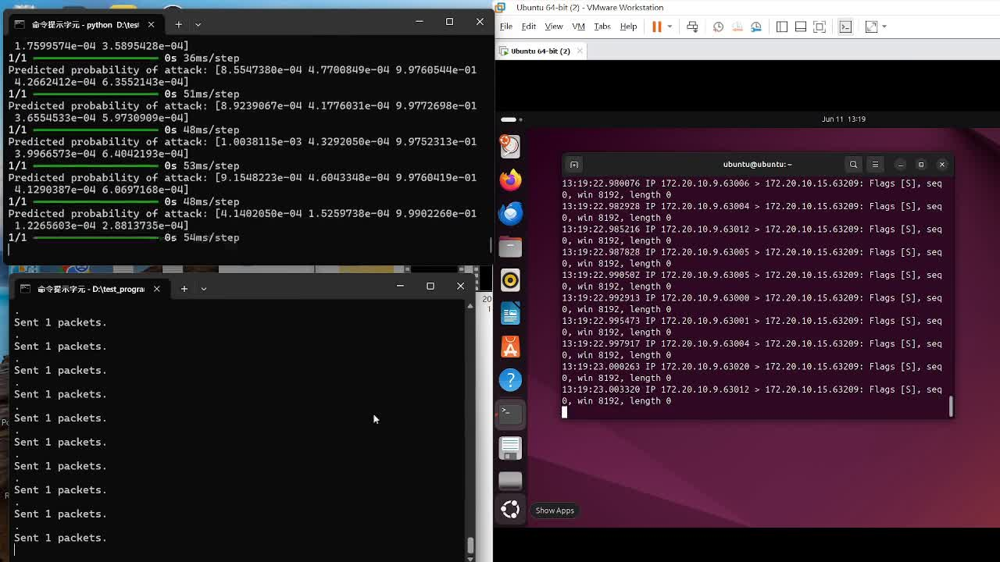 命令提示字元 - python D:\test
1.7599574e-04 3.5895428e-04]
1/1 ━━━━━━━━━━━━━━━━━━━━ 0s 36ms/step
Predicted probability of attack: [8.5547380e-04 4.7700849e-04 9.9760544e-01
4.2662412e-04 6.3552143e-04]
1/1 ━━━━━━━━━━━━━━━━━━━━ 0s 51ms/step
Predicted probability of attack: [8.9239067e-04 4.1776031e-04 9.9772698e-01
3.6554533e-04 5.9730909e-04]
1/1 ━━━━━━━━━━━━━━━━━━━━ 0s 48ms/step
Predicted probability of attack: [1.0038115e-03 4.3292050e-04 9.9752313e-01
3.9966573e-04 6.4042193e-04]
1/1 ━━━━━━━━━━━━━━━━━━━━ 0s 53ms/step
Predicted probability of attack: [9.1548223e-04 4.6043348e-04 9.9760419e-01
4.1290387e-04 6.0697168e-04]
1/1 ━━━━━━━━━━━━━━━━━━━━ 0s 48ms/step
Predicted probability of attack: [4.1402050e-04 1.5259738e-04 9.9902260e-01
1.2265603e-04 2.8813735e-04]
1/1 ━━━━━━━━━━━━━━━━━━━━ 0s 54ms/step
命令提示字元 - D:\test_progra
.
Sent 1 packets.
.
Sent 1 packets.
.
Sent 1 packets.
.
Sent 1 packets.
.
Sent 1 packets.
.
Sent 1 packets.
.
Sent 1 packets.
.
Sent 1 packets.
.
Sent 1 packets.
.
Sent 1 packets.
Ubuntu 64-bit (2) - VMware Workstation
File Edit View VM Tabs Help
Ubuntu 64-bit (2)
Jun 11 13:19
ubuntu@ubuntu: ~
13:19:22.980076 IP 172.20.10.9.63006 > 172.20.10.15.63209: Flags [S], seq
0, win 8192, length 0
13:19:22.982928 IP 172.20.10.9.63004 > 172.20.10.15.63209: Flags [S], seq
0, win 8192, length 0
13:19:22.985216 IP 172.20.10.9.63012 > 172.20.10.15.63209: Flags [S], seq
0, win 8192, length 0
13:19:22.987828 IP 172.20.10.9.63005 > 172.20.10.15.63209: Flags [S], seq
0, win 8192, length 0
13:19:22.990502 IP 172.20.10.9.63005 > 172.20.10.15.63209: Flags [S], seq
0, win 8192, length 0
13:19:22.992913 IP 172.20.10.9.63000 > 172.20.10.15.63209: Flags [S], seq
0, win 8192, length 0
13:19:22.995473 IP 172.20.10.9.63001 > 172.20.10.15.63209: Flags [S], seq
0, win 8192, length 0
13:19:22.997917 IP 172.20.10.9.63004 > 172.20.10.15.63209: Flags [S], seq
0, win 8192, length 0
13:19:23.000263 IP 172.20.10.9.63020 > 172.20.10.15.63209: Flags [S], seq
0, win 8192, length 0
13:19:23.003320 IP 172.20.10.9.63012 > 172.20.10.15.63209: Flags [S], seq
0, win 8192, length 0
Show Apps